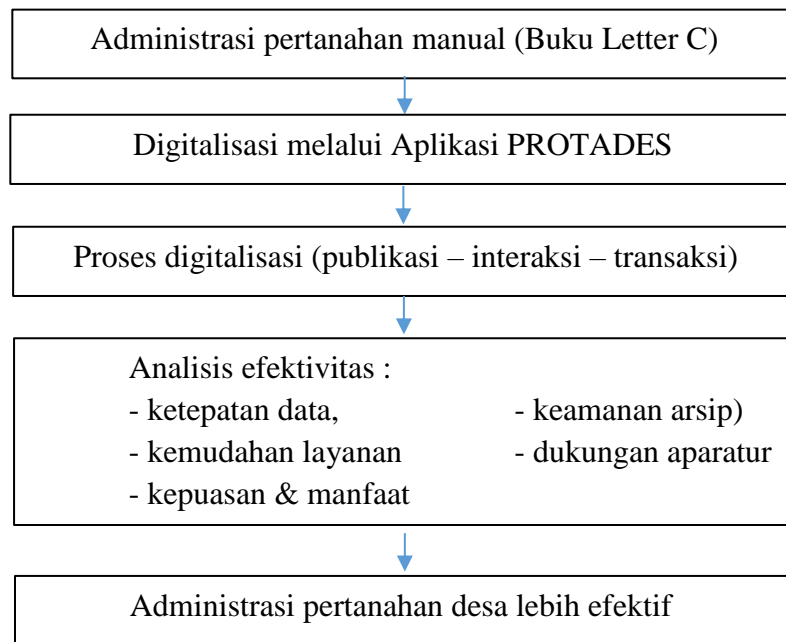 Administrasi pertanahan manual (Buku Letter C)
Digitalisasi melalui Aplikasi PROTADES
Proses digitalisasi (publikasi – interaksi – transaksi)
Analisis efektivitas :
- ketepatan data, - keamanan arsip)
- kemudahan layanan - dukungan aparatur
- kepuasan & manfaat
Administrasi pertanahan desa lebih efektif